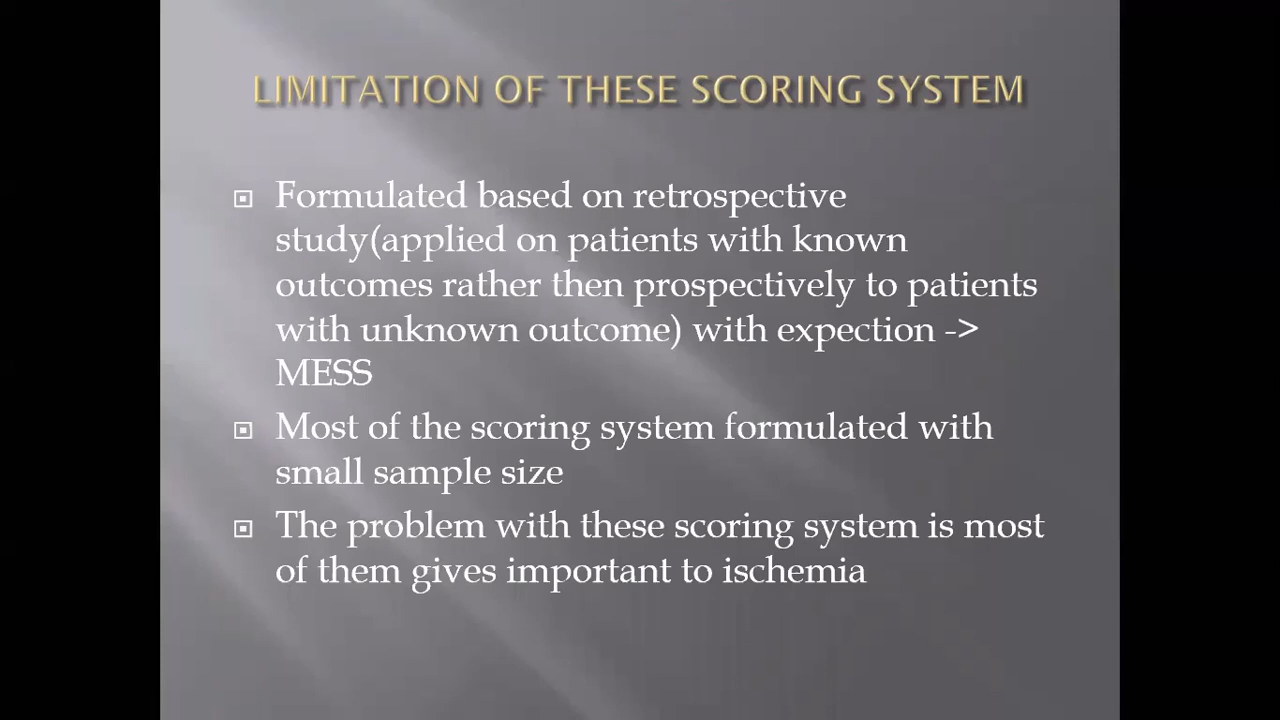 LIMITATION OF THESE SCORING SYSTEM
Formulated based on retrospective
study(applied on patients with known
outcomes rather then prospectively to patients
with unknown outcome) with expection ->
MESS
Most of the scoring system formulated with
small sample size
The problem with these scoring system is most
of them gives important to ischemia